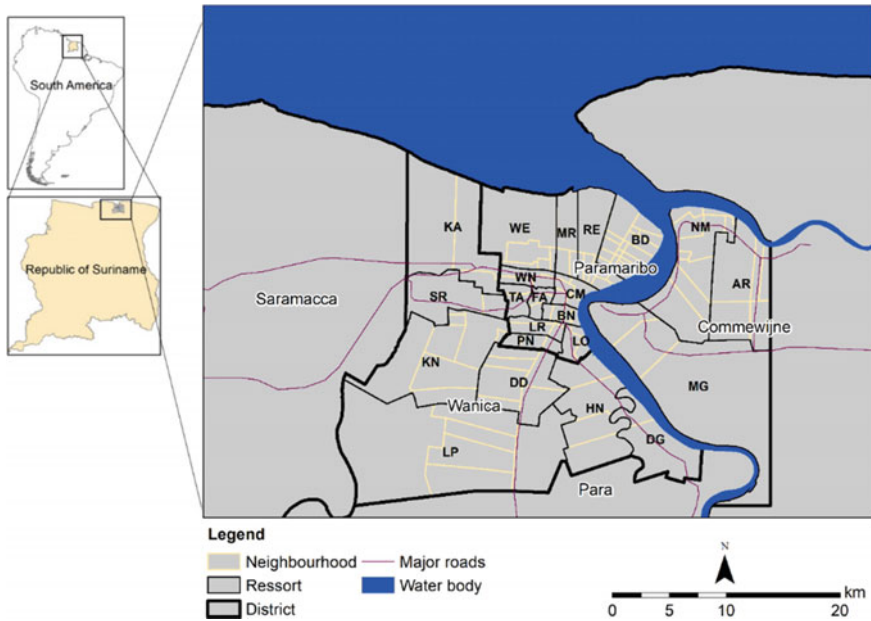 South America
Republic of Suriname
KA
WE
MR
RE
BD
NM
Paramaribo
AR
WN
SR
TA
FA
CM
Saramacca
BN
Commewijne
LR
PN
LO
KN
DD
MG
Wanica
HN
LP
DG
Para
Legend
Neighbourhood
Major roads
Ressort
Water body
District
N
km
0 5 10 20